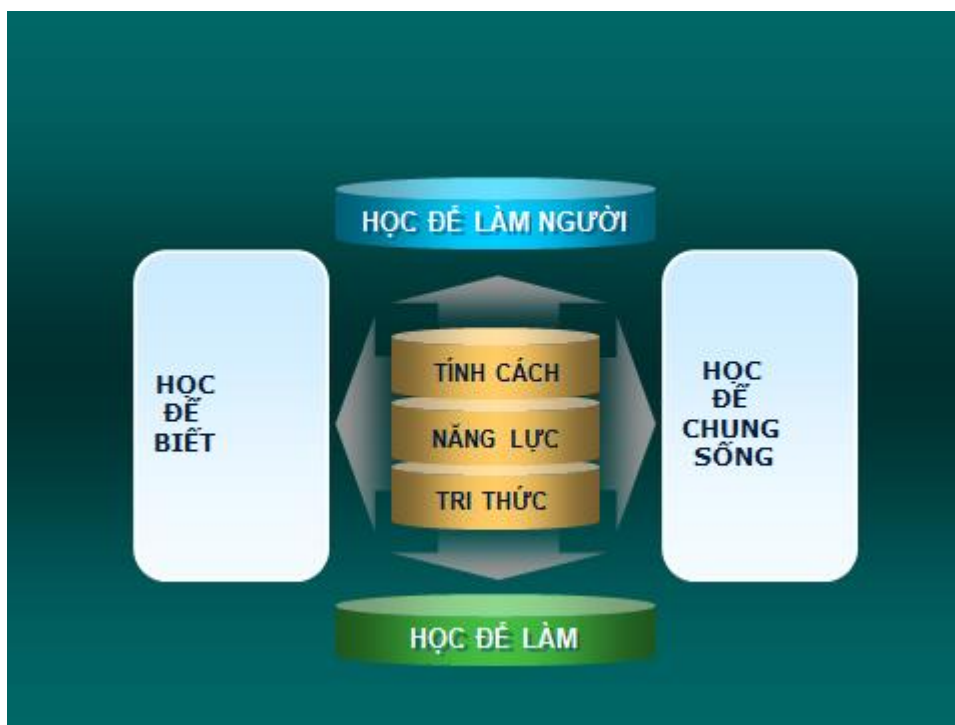 HỌC ĐỂ LÀM NGƯỜI
HỌC
ĐỂ
BIẾT
TÍNH CÁCH
NĂNG LỰC
TRI THỨC
HỌC
ĐỂ
CHUNG
SỐNG
HỌC ĐỂ LÀM